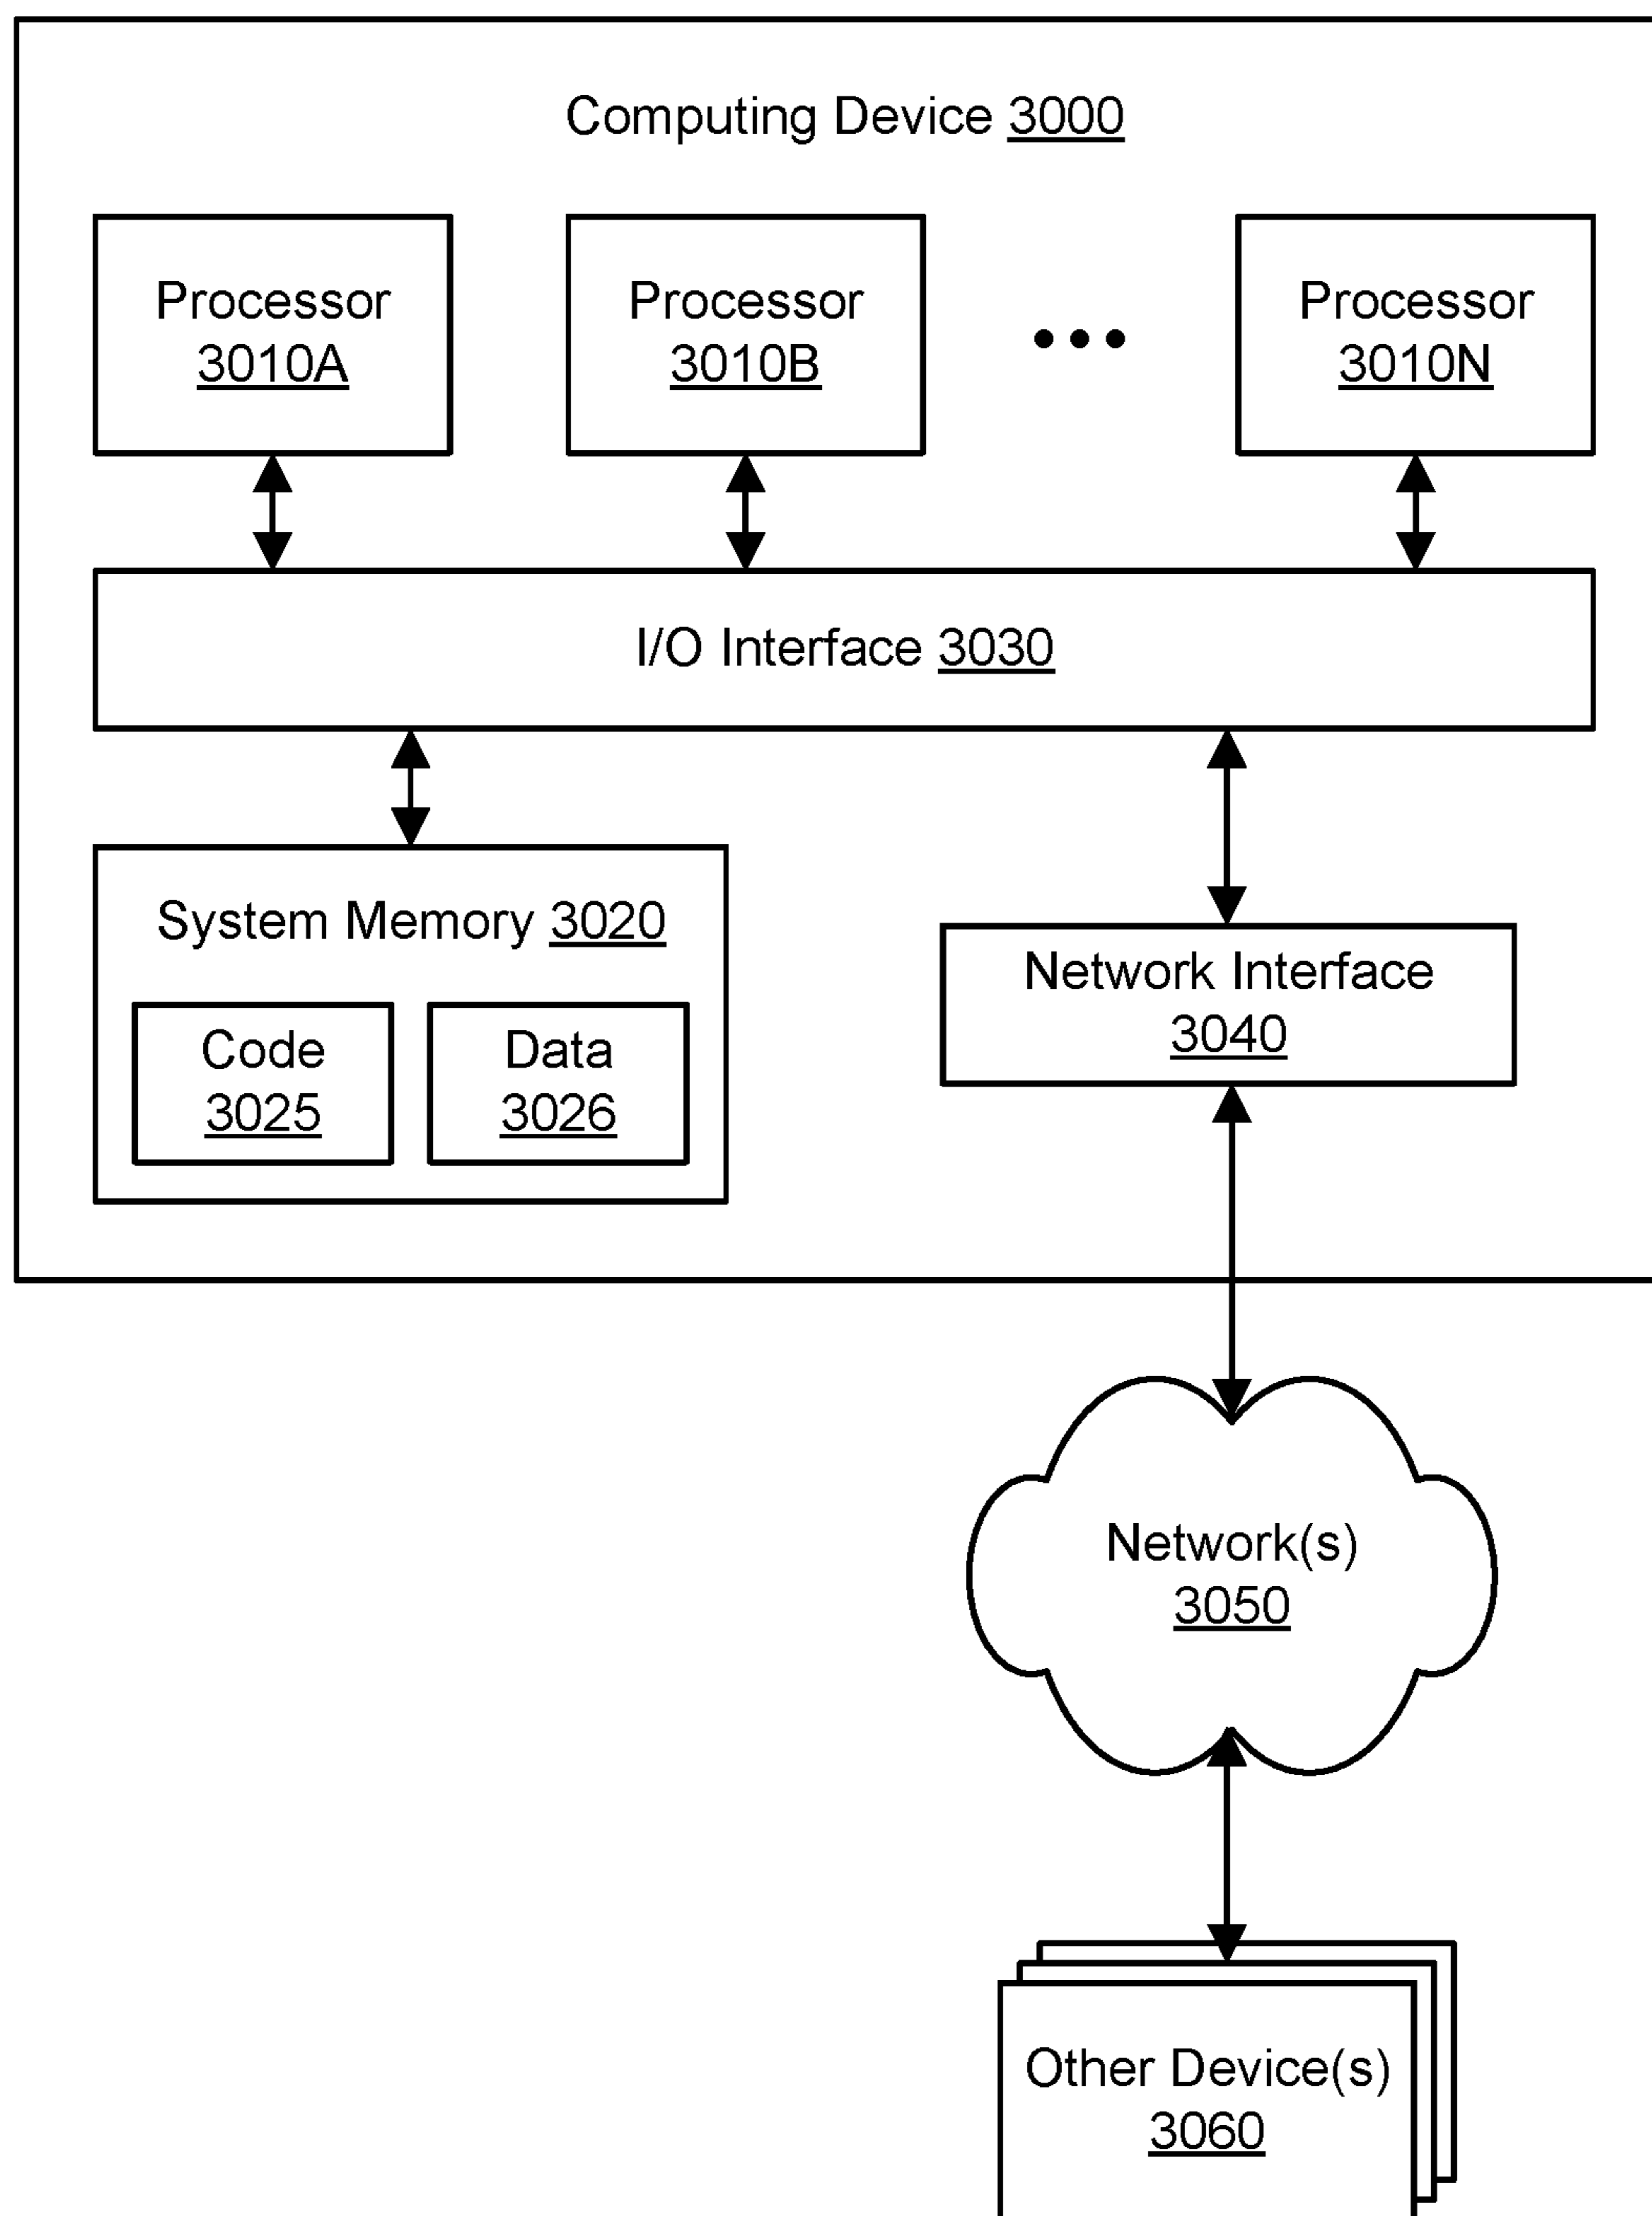 Computing Device 3000
Processor
3010A
Processor
3010B
Processor
3010N
I/O Interface 3030
System Memory 3020
Code
3025
Data
3026
Network Interface
3040
Network(s)
3050
Other Device(s)
3060